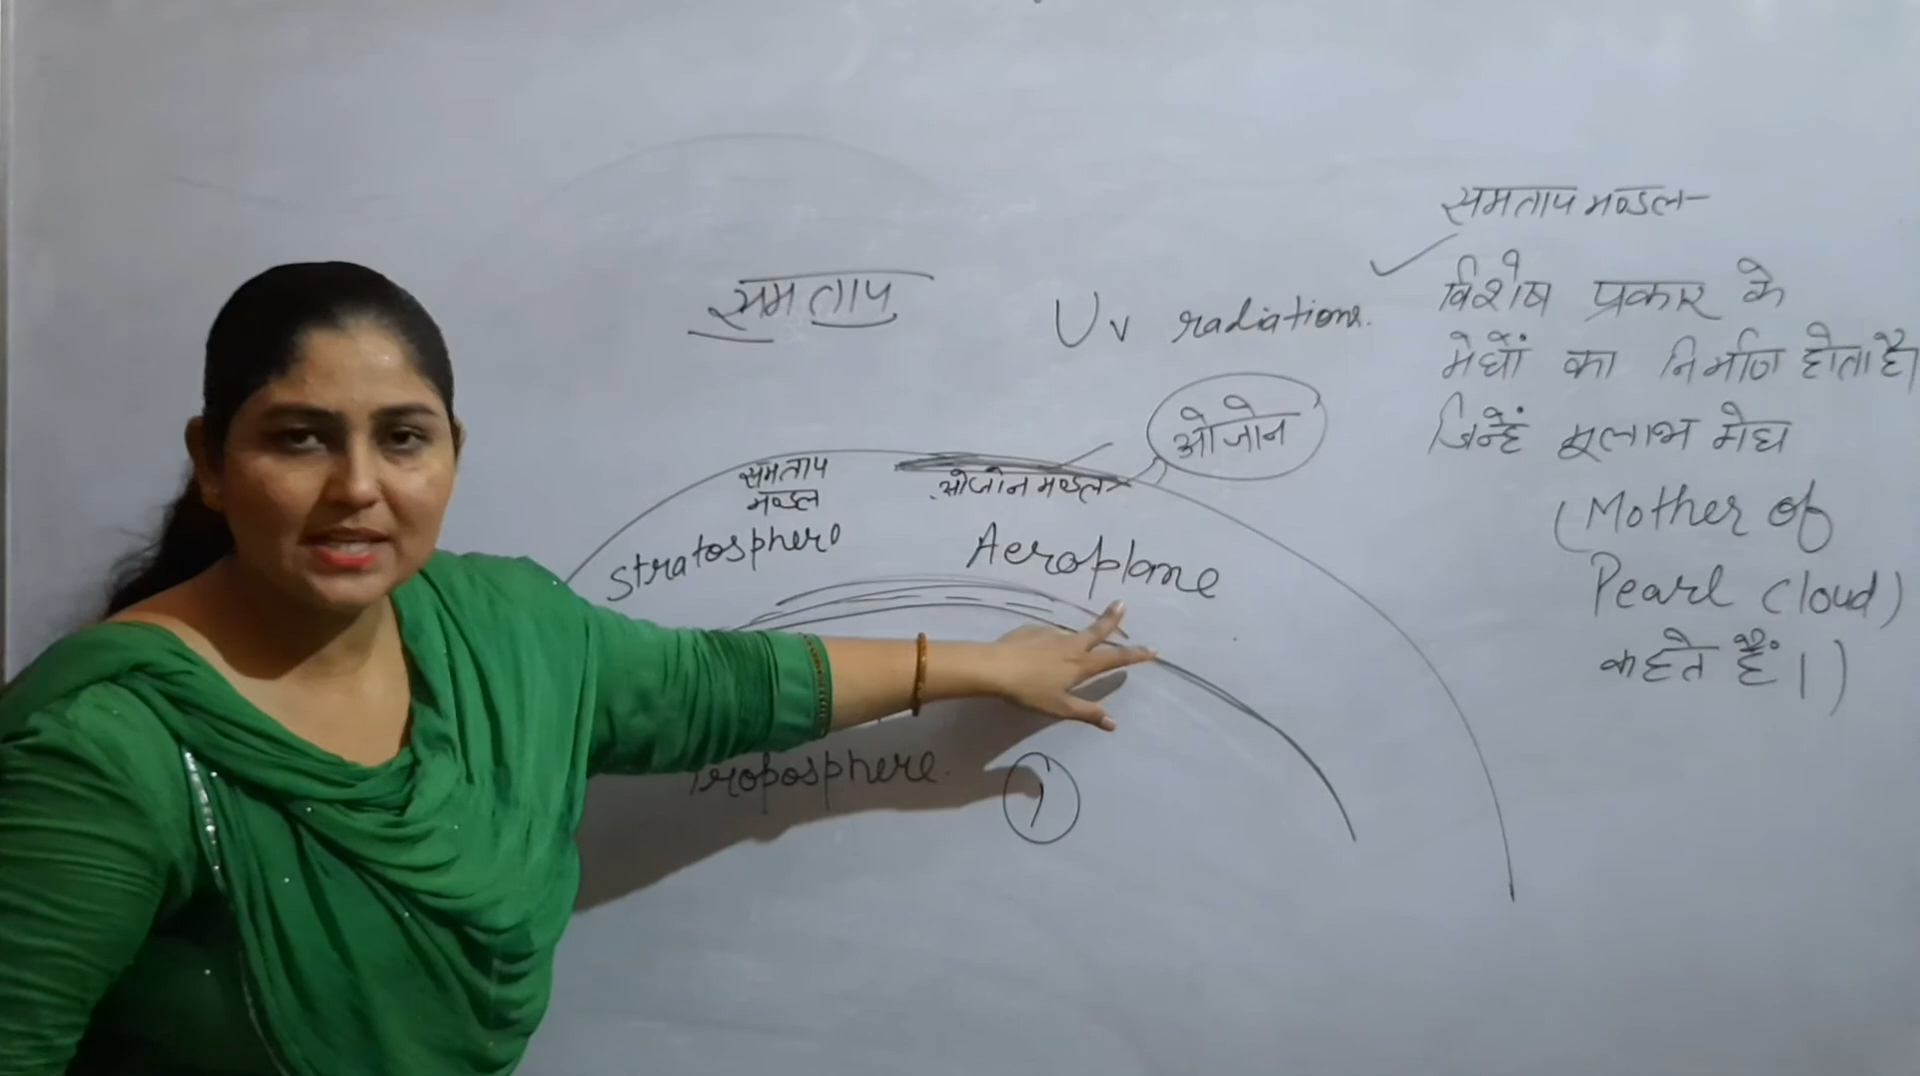 समताप
Uv radiations.
ओजोन
समताप
मण्डल
ओजोन मण्डल
Stratosphere
Aeroplane
Troposphere
समताप मण्डल-
विशेष प्रकार के
मेघों का निर्माण होता है।
जिन्हें मूलाभ मेघ
(Mother of
Pearl Cloud)
कहते हैं।)